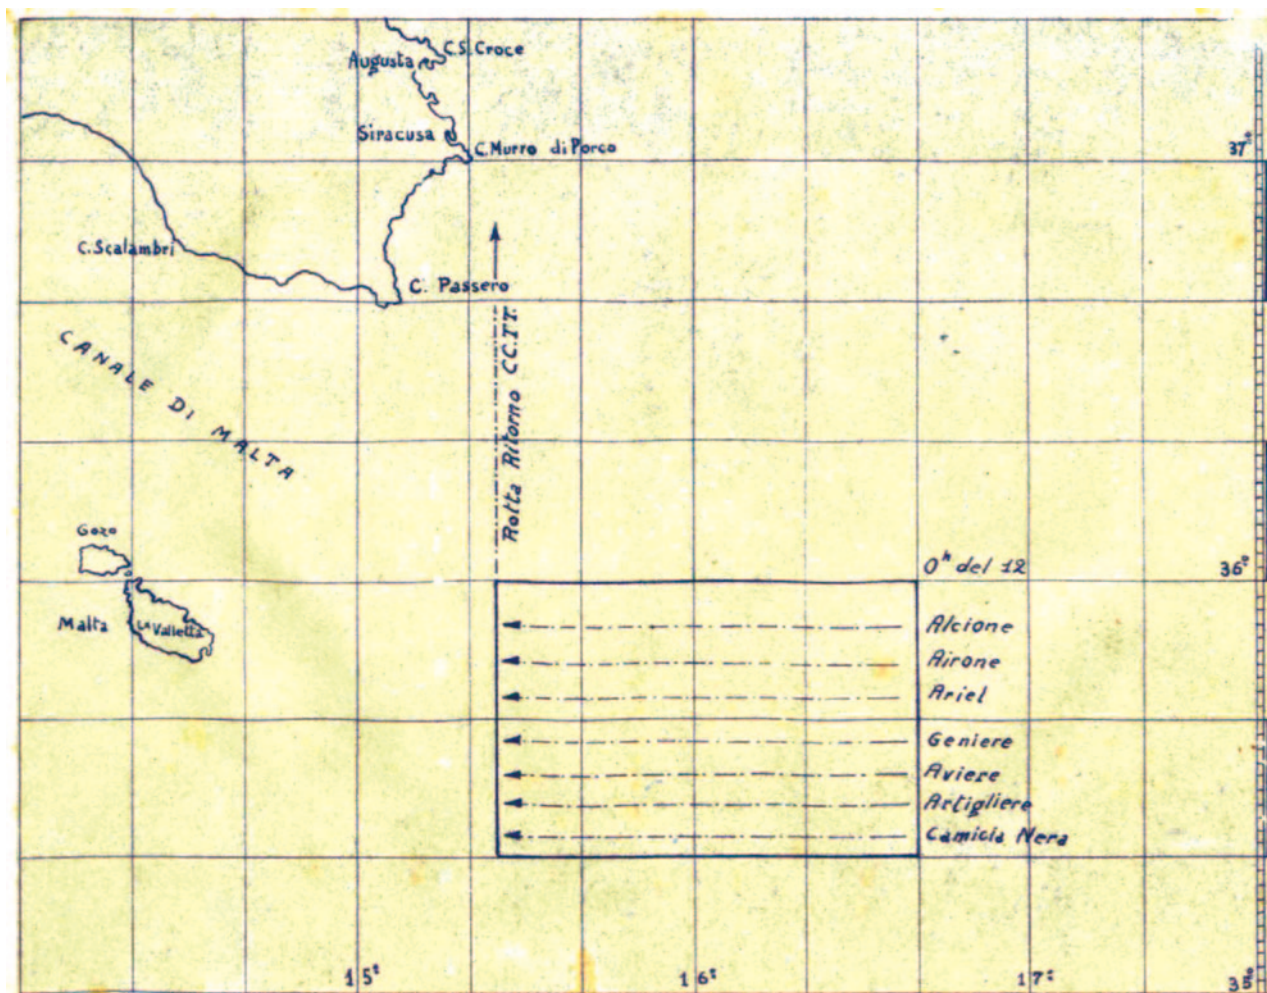 C.S.Croce
Augusta
Siracusa
C.Murro di Porco
37°
C.Scalambri
C. Passero
CANALE DI MALTA
Rotta Ritorno CC.TT.
Gozo
0ʰ del 12
36°
Malta
La Valletta
Alcione
Airone
Ariel
Geniere
Aviere
Artigliere
Camicia Nera
15°
16°
17°
35°